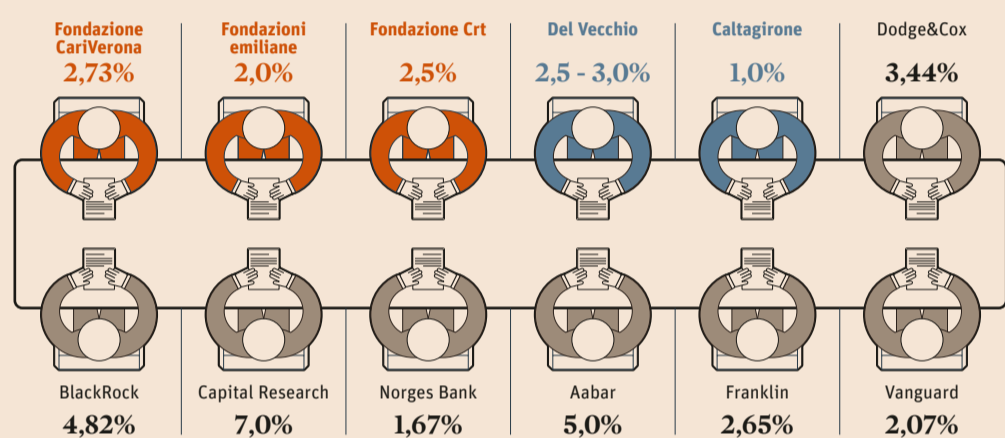 Fondazione
CariVerona
2,73%
Fondazioni
emiliane
2,0%
Fondazione Crt
2,5%
Del Vecchio
2,5 - 3,0%
Caltagirone
1,0%
Dodge&Cox
3,44%
BlackRock
4,82%
Capital Research
7,0%
Norges Bank
1,67%
Aabar
5,0%
Franklin
2,65%
Vanguard
2,07%